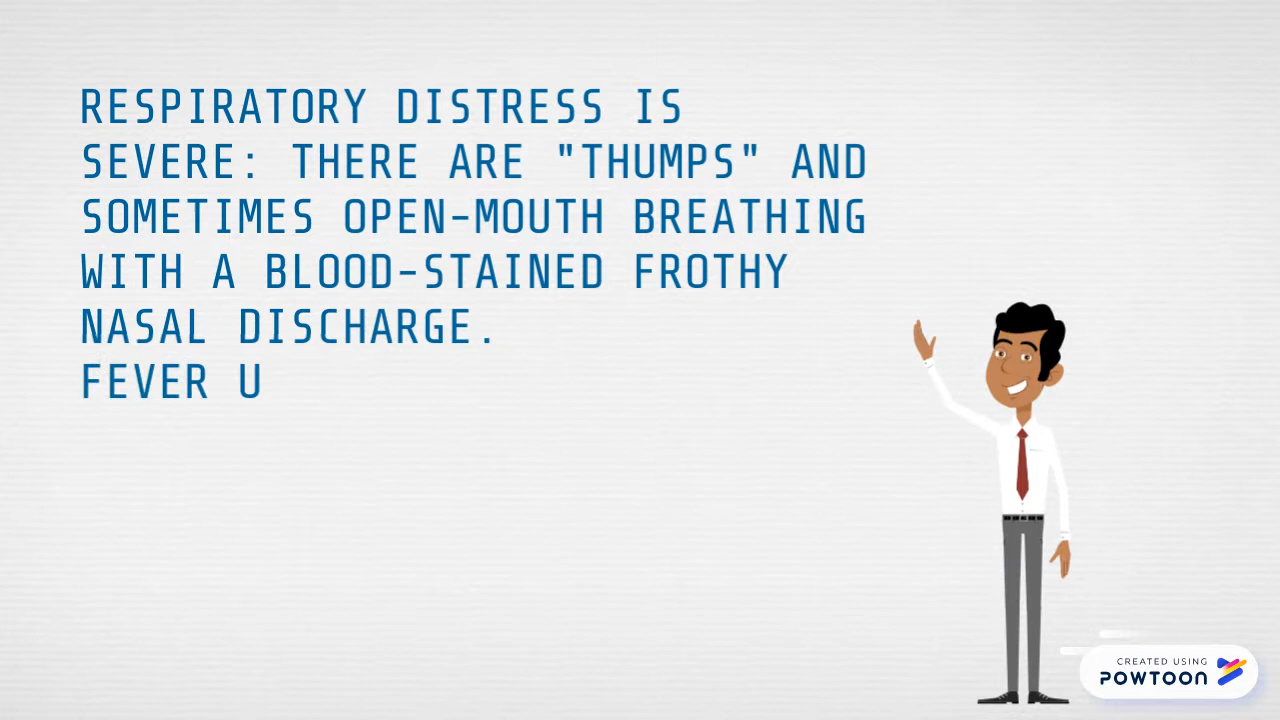 RESPIRATORY DISTRESS IS
SEVERE: THERE ARE "THUMPS" AND
SOMETIMES OPEN-MOUTH BREATHING
WITH A BLOOD-STAINED FROTHY
NASAL DISCHARGE.
FEVER U
CREATED USING
POWTOON